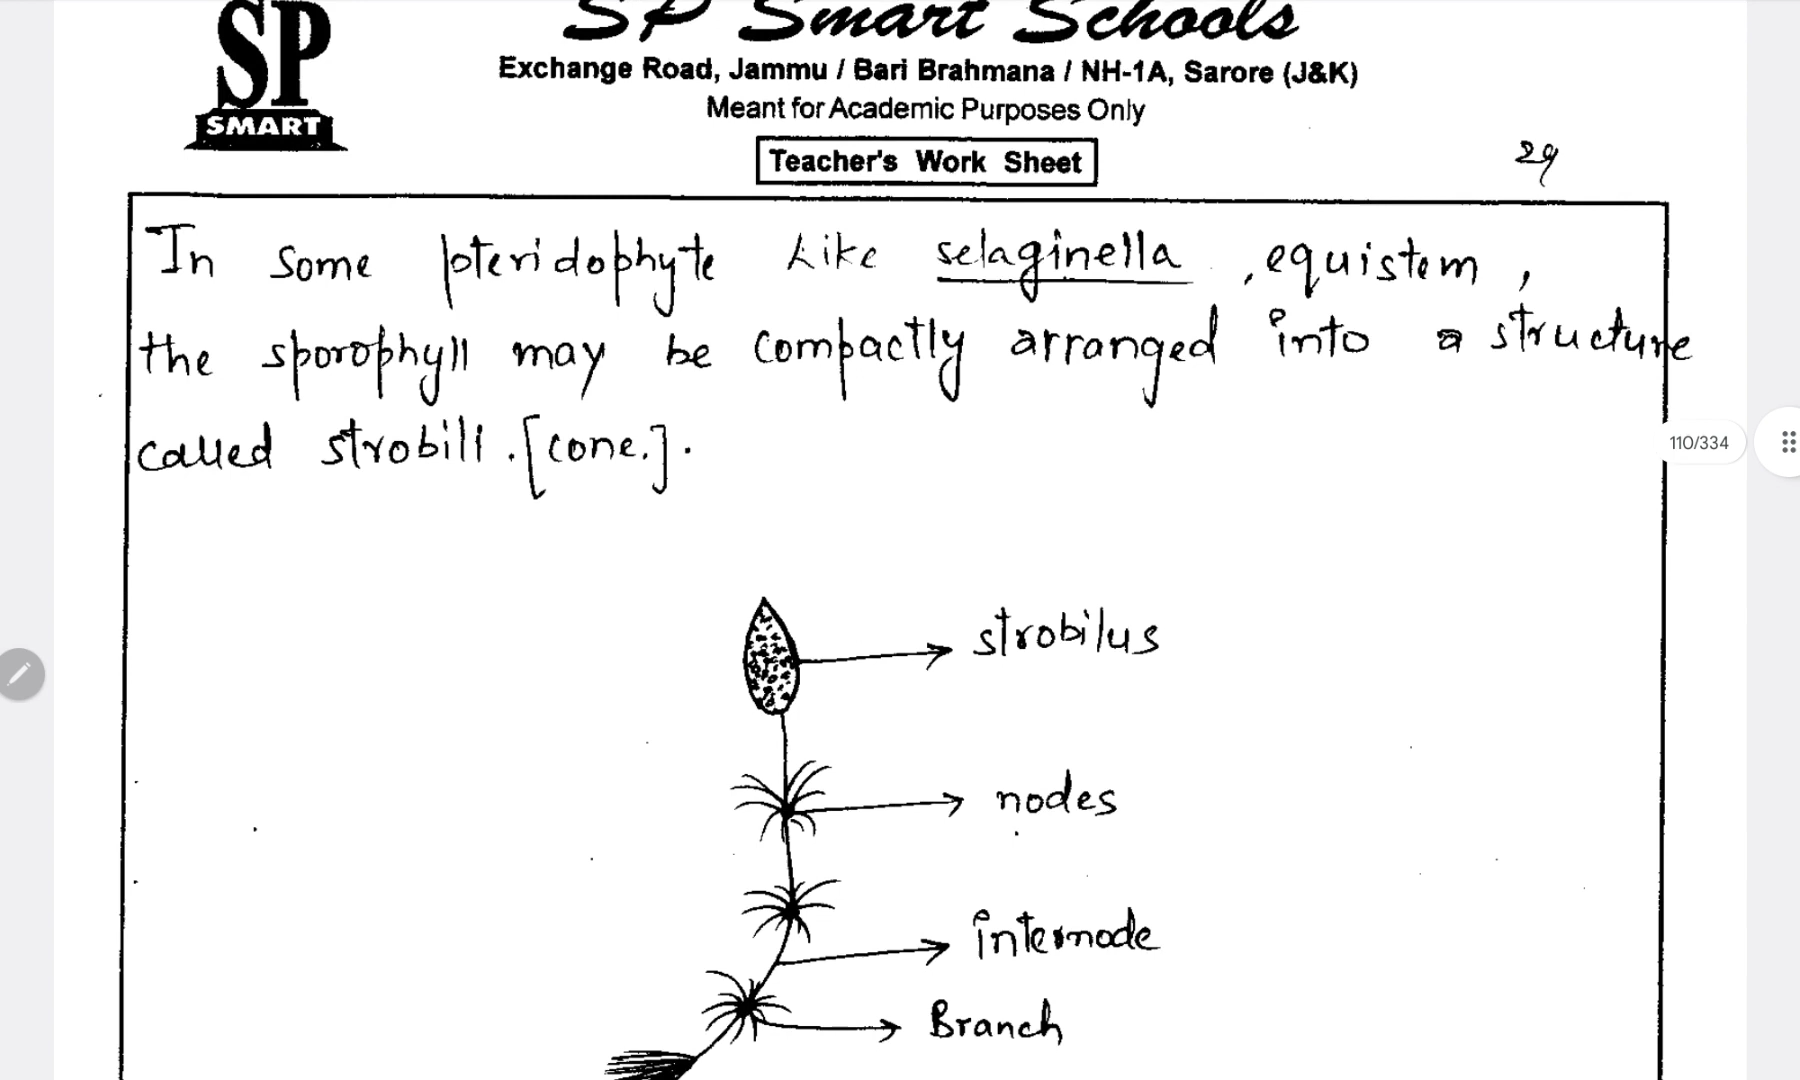 SP
SMART
SP Smart Schools
Exchange Road, Jammu / Bari Brahmana / NH-1A, Sarore (J&K)
Meant for Academic Purposes Only
Teacher's Work Sheet
29
In some pteridophyte like selaginella, equistem,
the sporophyll may be compactly arranged into a structure
called strobili. [cone.].
110/334
strobilus
nodes
internode
Branch